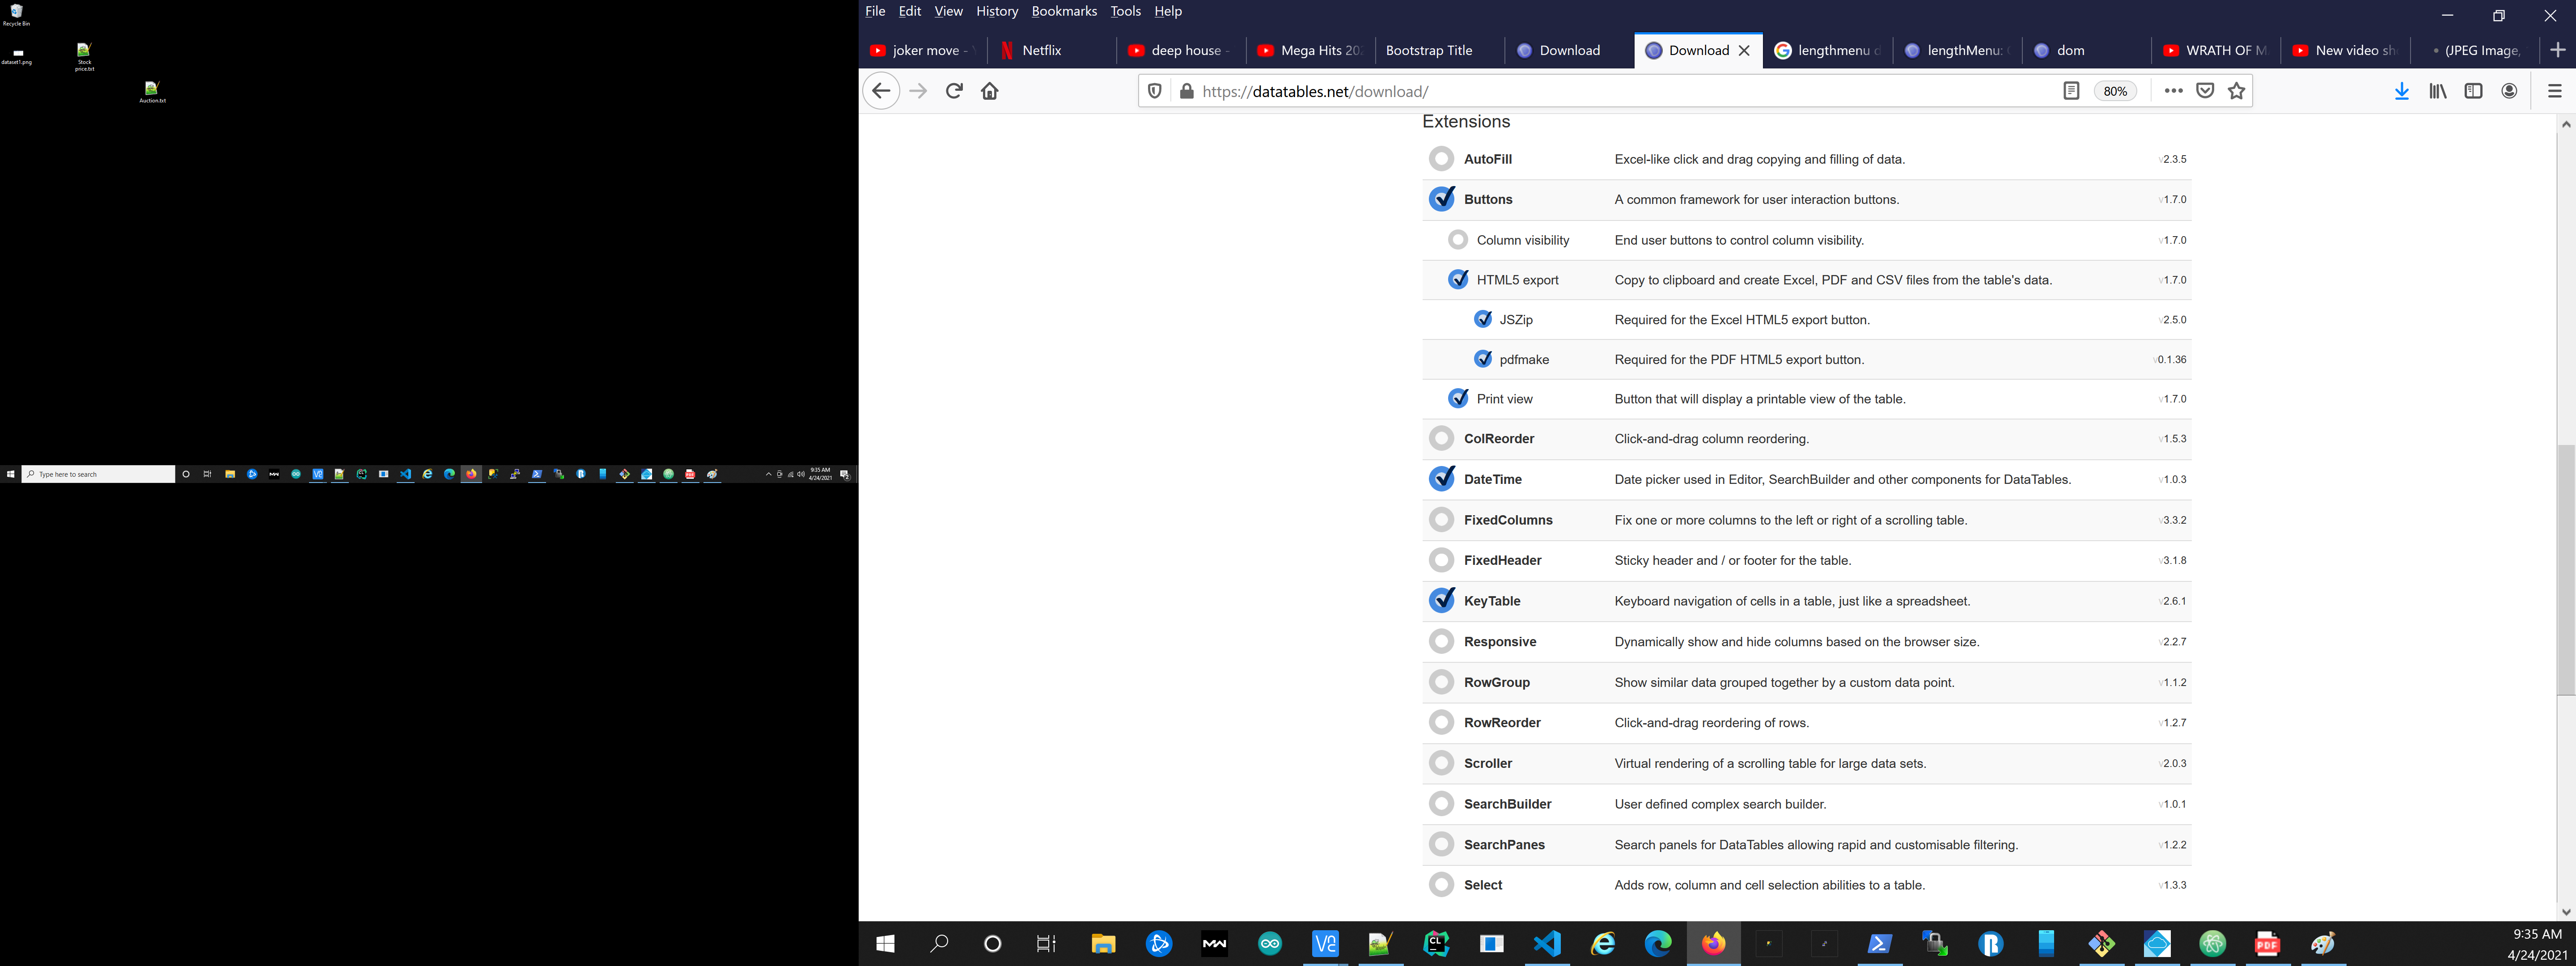 Recycle Bin
dataset1.png
Stock
price.txt
Auction.txt
Type here to search
9:35 AM
4/24/2021
File Edit View History Bookmarks Tools Help
joker move - Netflix deep house - Mega Hits 20 Bootstrap Title Download Download lengthmenu d lengthMenu: dom WRATH OF M New video sh (JPEG Image,
https://datatables.net/download/ 80%
Extensions
AutoFill Excel-like click and drag copying and filling of data. v2.3.5
Buttons A common framework for user interaction buttons. v1.7.0
Column visibility End user buttons to control column visibility. v1.7.0
HTML5 export Copy to clipboard and create Excel, PDF and CSV files from the table's data. v1.7.0
JSZip Required for the Excel HTML5 export button. v2.5.0
pdfmake Required for the PDF HTML5 export button. v0.1.36
Print view Button that will display a printable view of the table. v1.7.0
ColReorder Click-and-drag column reordering. v1.5.3
DateTime Date picker used in Editor, SearchBuilder and other components for DataTables. v1.0.3
FixedColumns Fix one or more columns to the left or right of a scrolling table. v3.3.2
FixedHeader Sticky header and / or footer for the table. v3.1.8
KeyTable Keyboard navigation of cells in a table, just like a spreadsheet. v2.6.1
Responsive Dynamically show and hide columns based on the browser size. v2.2.7
RowGroup Show similar data grouped together by a custom data point. v1.1.2
RowReorder Click-and-drag reordering of rows. v1.2.7
Scroller Virtual rendering of a scrolling table for large data sets. v2.0.3
SearchBuilder User defined complex search builder. v1.0.1
SearchPanes Search panels for DataTables allowing rapid and customisable filtering. v1.2.2
Select Adds row, column and cell selection abilities to a table. v1.3.3
9:35 AM
4/24/2021